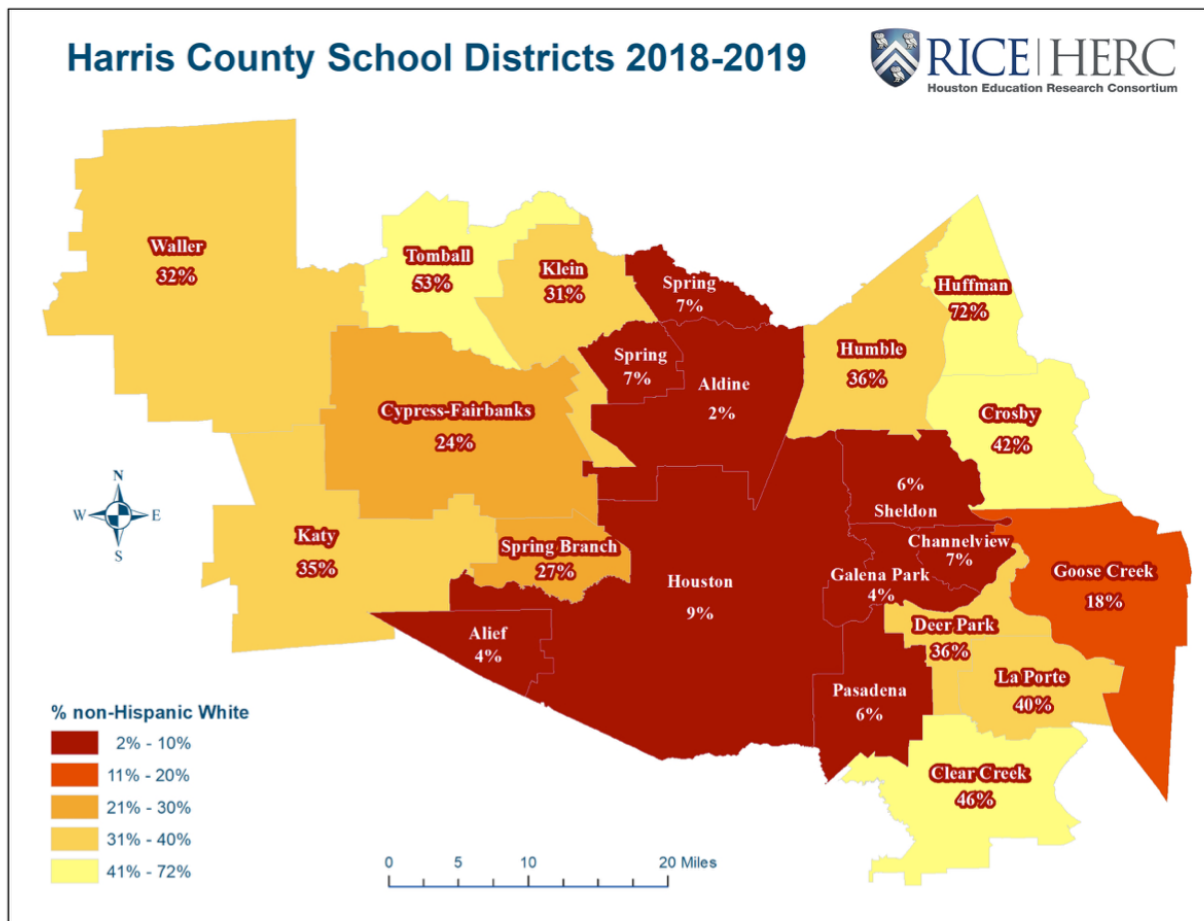 Harris County School Districts 2018-2019
RICE | HERC
Houston Education Research Consortium
Waller
32%
Tomball
53%
Klein
31%
Spring
7%
Spring
7%
Aldine
2%
Humble
36%
Huffman
72%
Crosby
42%
Cypress-Fairbanks
24%
6%
Sheldon
Channelview
7%
Galena Park
4%
Goose Creek
18%
Katy
35%
Spring Branch
27%
Houston
9%
Alief
4%
Deer Park
36%
La Porte
40%
Pasadena
6%
Clear Creek
46%
N
W E
S
% non-Hispanic White
2% - 10%
11% - 20%
21% - 30%
31% - 40%
41% - 72%
0 5 10 20 Miles